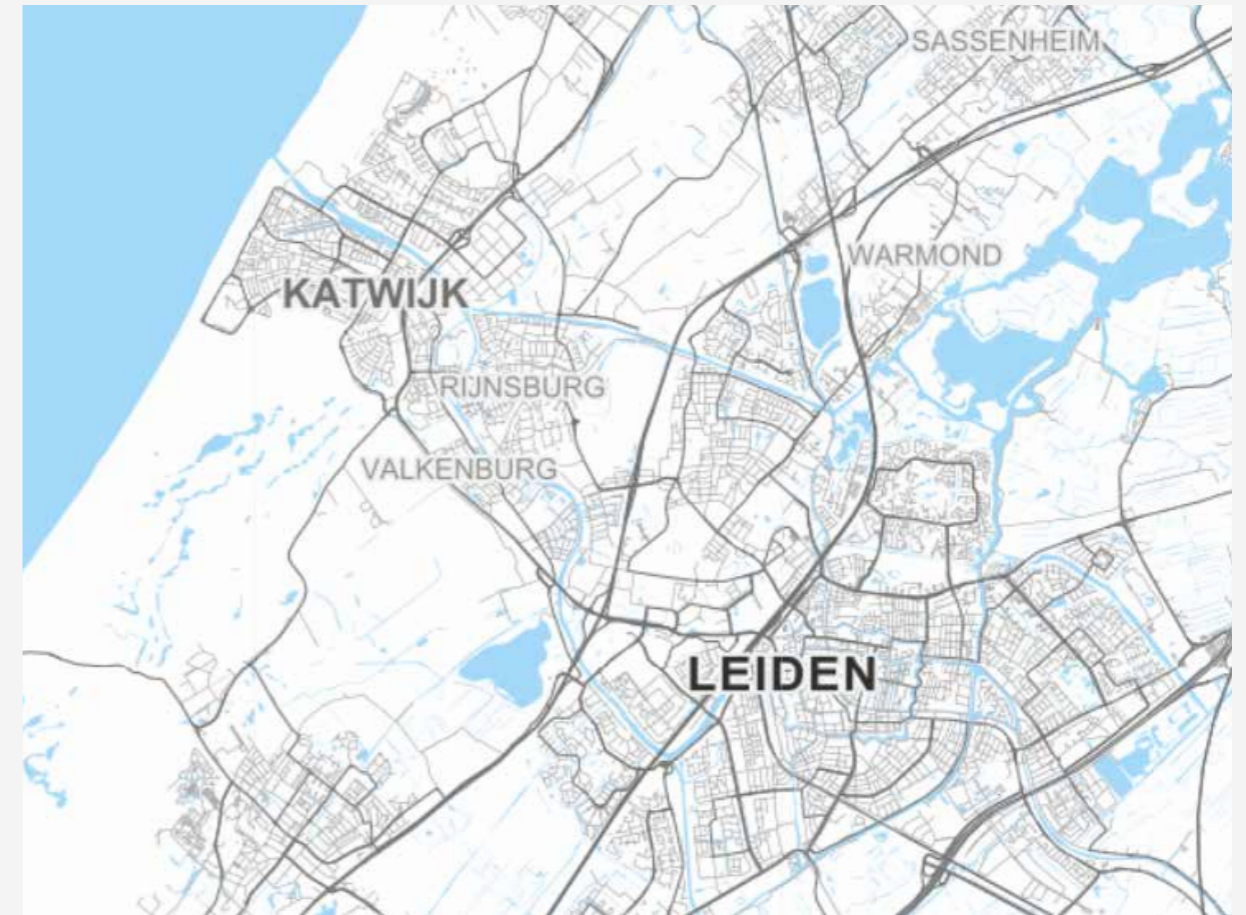 SASSENHEIM
WARMOND
KATWIJK
RIJNSBURG
VALKENBURG
LEIDEN